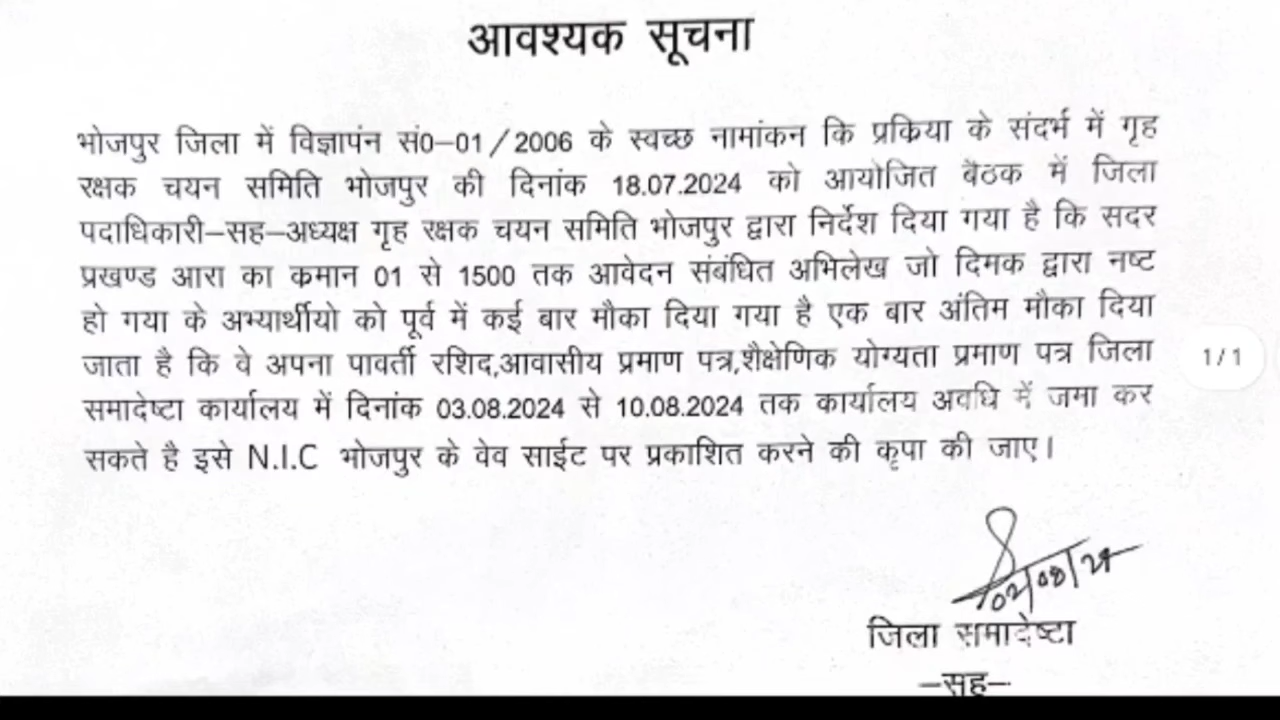 आवश्यक सूचना
भोजपुर जिला में विज्ञापंन सं0-01/2006 के स्वच्छ नामांकन कि प्रकिया के संदर्भ में गृह
रक्षक चयन समिति भोजपुर की दिनांक 18.07.2024 को आयोजित बैठक में जिला
पदाधिकारी-सह-अध्यक्ष गृह रक्षक चयन समिति भोजपुर द्वारा निर्देश दिया गया है कि सदर
प्रखण्ड आरा का कमान 01 से 1500 तक आवेदन संबंधित अभिलेख जो दिमक द्वारा नष्ट
हो गया के अभ्यार्थीयो को पूर्व में कई बार मौका दिया गया है एक बार अंतिम मौका दिया
जाता है कि वे अपना पावर्ती रशिद,आवासीय प्रमाण पत्र,शैक्षेणिक योग्यता प्रमाण पत्र जिला
समादेष्टा कार्यालय में दिनांक 03.08.2024 से 10.08.2024 तक कार्यालय अवधि में जमा कर
सकते है इसे N.I.C भोजपुर के वेव साईट पर प्रकाशित करने की कृपा की जाए।
1/1
02/08/24
जिला समादेष्टा
-सह-